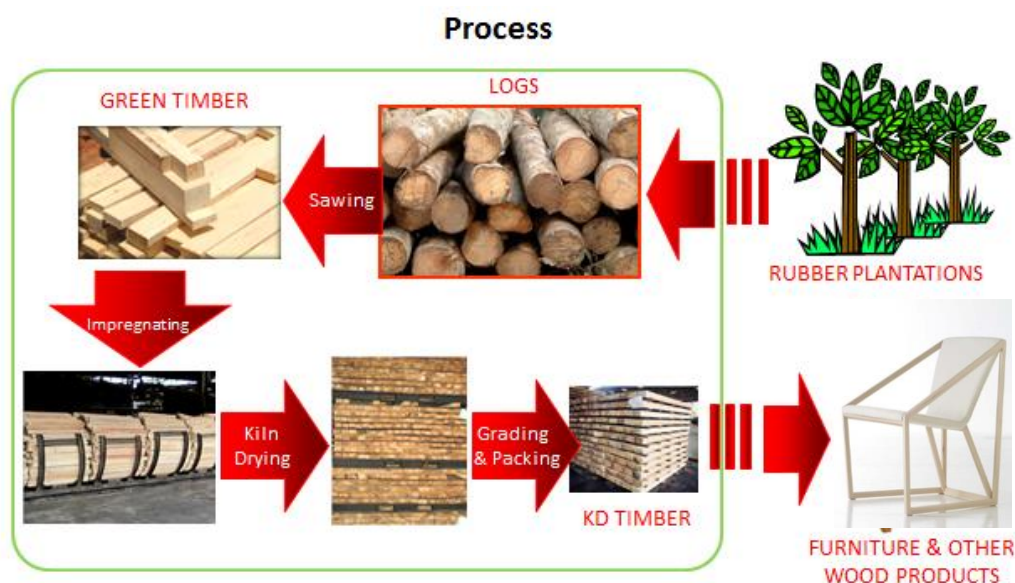 Process
RUBBER PLANTATIONS
LOGS
Sawing
GREEN TIMBER
Impregnating
Kiln
Drying
Grading
& Packing
KD TIMBER
FURNITURE & OTHER
WOOD PRODUCTS